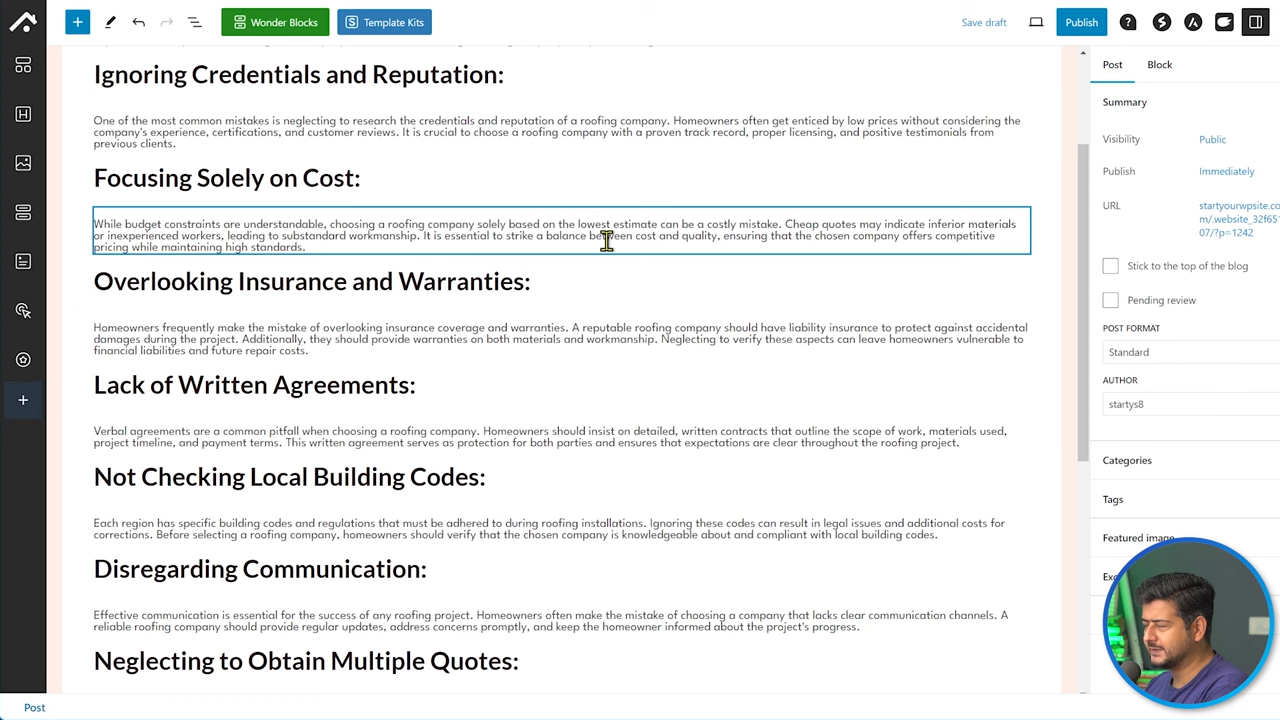 Wonder Blocks
Template Kits
Save draft
Publish
Ignoring Credentials and Reputation:
One of the most common mistakes is neglecting to research the credentials and reputation of a roofing company. Homeowners often get enticed by low prices without considering the
company's experience, certifications, and customer reviews. It is crucial to choose a roofing company with a proven track record, proper licensing, and positive testimonials from
previous clients.
Focusing Solely on Cost:
While budget constraints are understandable, choosing a roofing company solely based on the lowest estimate can be a costly mistake. Cheap quotes may indicate inferior materials
or inexperienced workers, leading to substandard workmanship. It is essential to strike a balance between cost and quality, ensuring that the chosen company offers competitive
pricing while maintaining high standards.
Overlooking Insurance and Warranties:
Homeowners frequently make the mistake of overlooking insurance coverage and warranties. A reputable roofing company should have liability insurance to protect against accidental
damages during the project. Additionally, they should provide warranties on both materials and workmanship. Neglecting to verify these aspects can leave homeowners vulnerable to
financial liabilities and future repair costs.
Lack of Written Agreements:
Verbal agreements are a common pitfall when choosing a roofing company. Homeowners should insist on detailed, written contracts that outline the scope of work, materials used,
project timeline, and payment terms. This written agreement serves as protection for both parties and ensures that expectations are clear throughout the roofing project.
Not Checking Local Building Codes:
Each region has specific building codes and regulations that must be adhered to during roofing installations. Ignoring these codes can result in legal issues and additional costs for
corrections. Before selecting a roofing company, homeowners should verify that the chosen company is knowledgeable about and compliant with local building codes.
Disregarding Communication:
Effective communication is essential for the success of any roofing project. Homeowners often make the mistake of choosing a company that lacks clear communication channels. A
reliable roofing company should provide regular updates, address concerns promptly, and keep the homeowner informed about the project's progress.
Neglecting to Obtain Multiple Quotes:
Post
Block
Summary
Visibility
Public
Publish
Immediately
URL
startyourwpsite.co
m/.website_32f651
07/?p=1242
Stick to the top of the blog
Pending review
POST FORMAT
Standard
AUTHOR
startys8
Categories
Tags
Featured image
Post